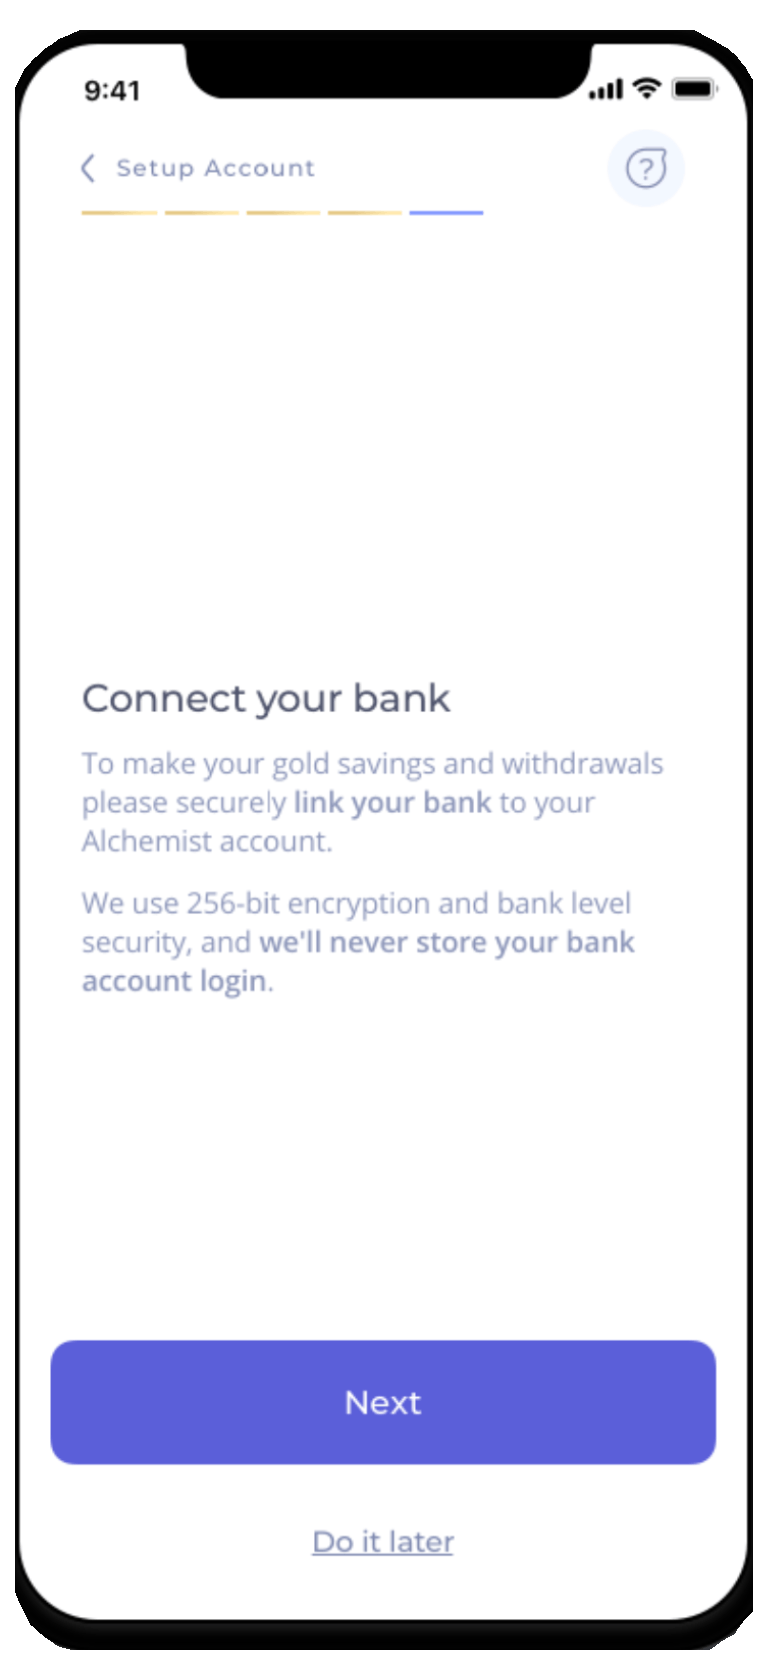 9:41
Setup Account
?
Connect your bank
To make your gold savings and withdrawals
please securely link your bank to your
Alchemist account.
We use 256-bit encryption and bank level
security, and we'll never store your bank
account login.
Next
Do it later